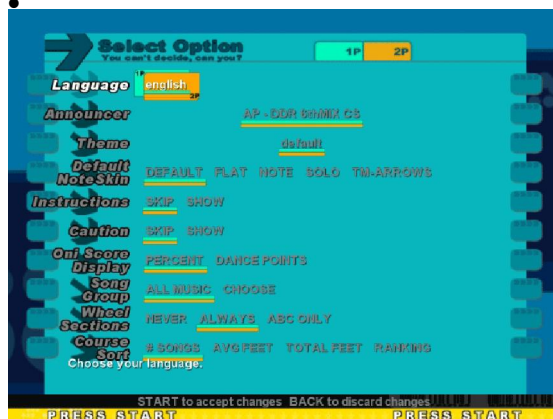 Select Option
You can't decide, can you?
1P 2P
1P
Language english
2P
Announcer AP - DDR 6thMIX CS
Theme default
Default NoteSkin DEFAULT FLAT NOTE SOLO TM-ARROWS
Instructions SKIP SHOW
Caution SKIP SHOW
Oni Score Display PERCENT DANCE POINTS
Song Group ALL MUSIC CHOOSE
Wheel Sections NEVER ALWAYS ABC ONLY
Course Sort # SONGS AVG FEET TOTAL FEET RANKING
Choose your language.
START to accept changes BACK to discard changes
PRESS START PRESS START